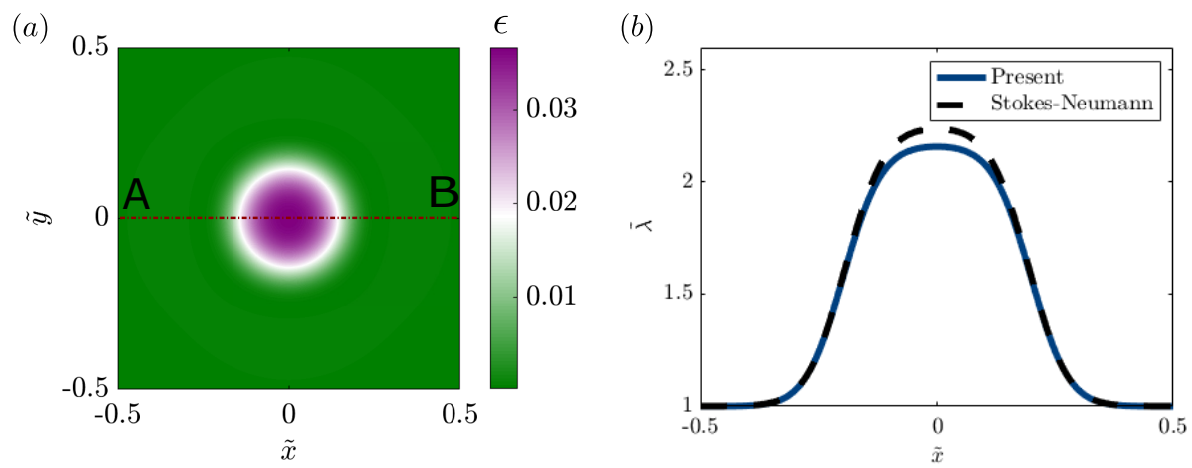 (a)
ϵ
0.5
0
-0.5
ỹ
A
B
-0.5
0
0.5
x̃
0.03
0.02
0.01
(b)
2.5
2
1.5
1
λ̄
Present
Stokes-Neumann
-0.5
0
0.5
x̃